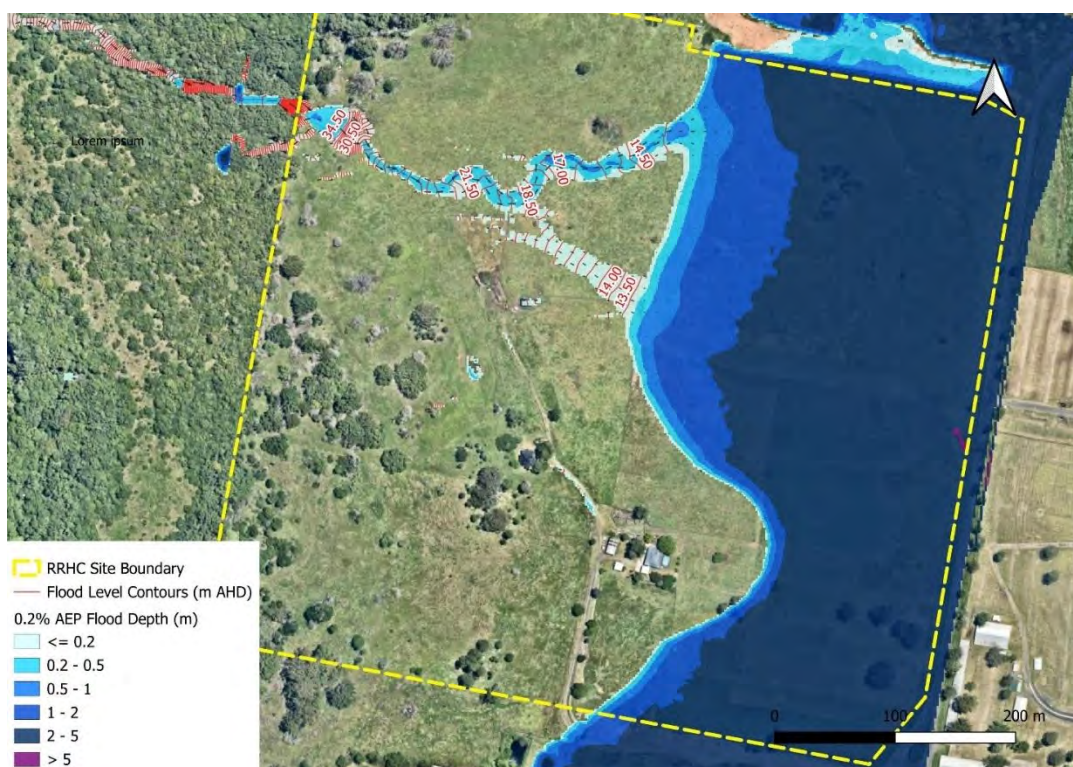 34.50
30.50
Lorem ipsum
14.50
17.00
21.50
18.50
14.00
13.50
RRHC Site Boundary
Flood Level Contours (m AHD)
0.2% AEP Flood Depth (m)
<= 0.2
0.2 - 0.5
0.5 - 1
1 - 2
2 - 5
> 5
0 100 200 m